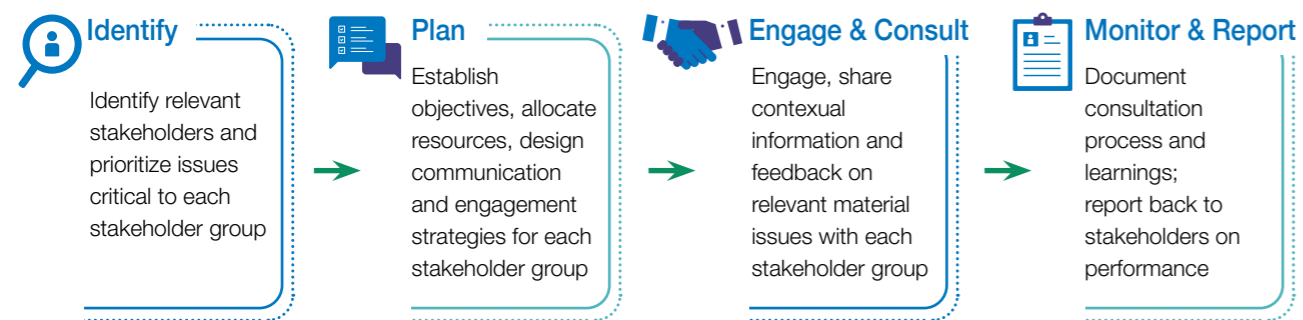 Identify
Identify relevant
stakeholders and
prioritize issues
critical to each
stakeholder group
Plan
Establish
objectives, allocate
resources, design
communication
and engagement
strategies for each
stakeholder group
Engage & Consult
Engage, share
contexual
information and
feedback on
relevant material
issues with each
stakeholder group
Monitor & Report
Document
consultation
process and
learnings;
report back to
stakeholders on
performance